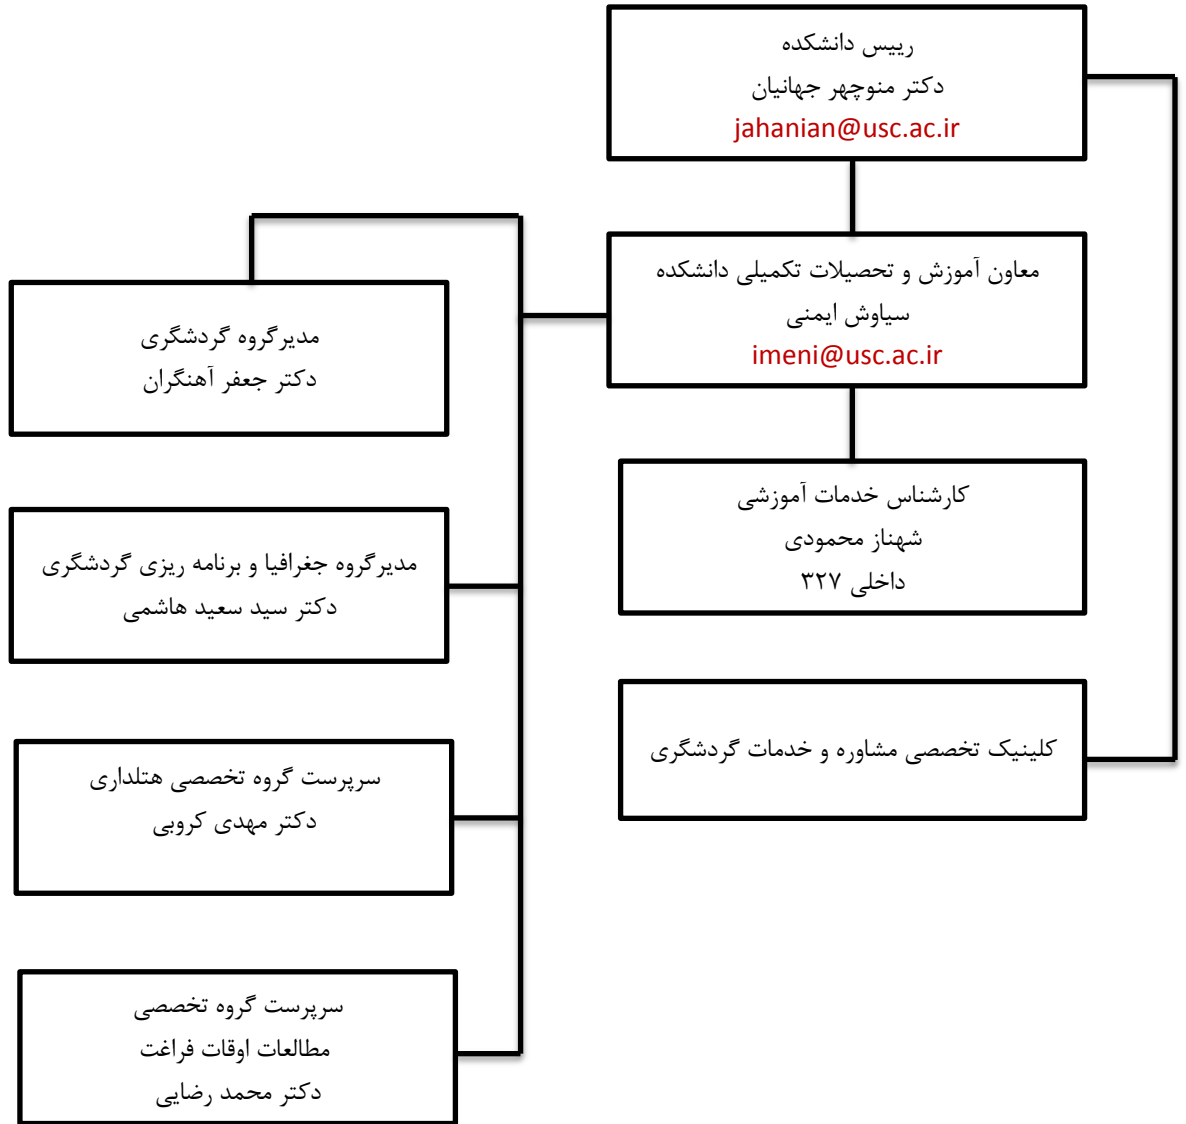 رییس دانشکده
دکتر منوچهر جهانیان
jahanian@usc.ac.ir
معاون آموزش و تحصیلات تکمیلی دانشکده
سیاوش ایمنی
imeni@usc.ac.ir
کارشناس خدمات آموزشی
شهناز محمودی
داخلی ۳۲۷
کلینیک تخصصی مشاوره و خدمات گردشگری
مدیرگروه گردشگری
دکتر جعفر آهنگران
مدیرگروه جغرافیا و برنامه ریزی گردشگری
دکتر سید سعید هاشمی
سرپرست گروه تخصصی هتلداری
دکتر مهدی کروبی
سرپرست گروه تخصصی
مطالعات اوقات فراغت
دکتر محمد رضایی